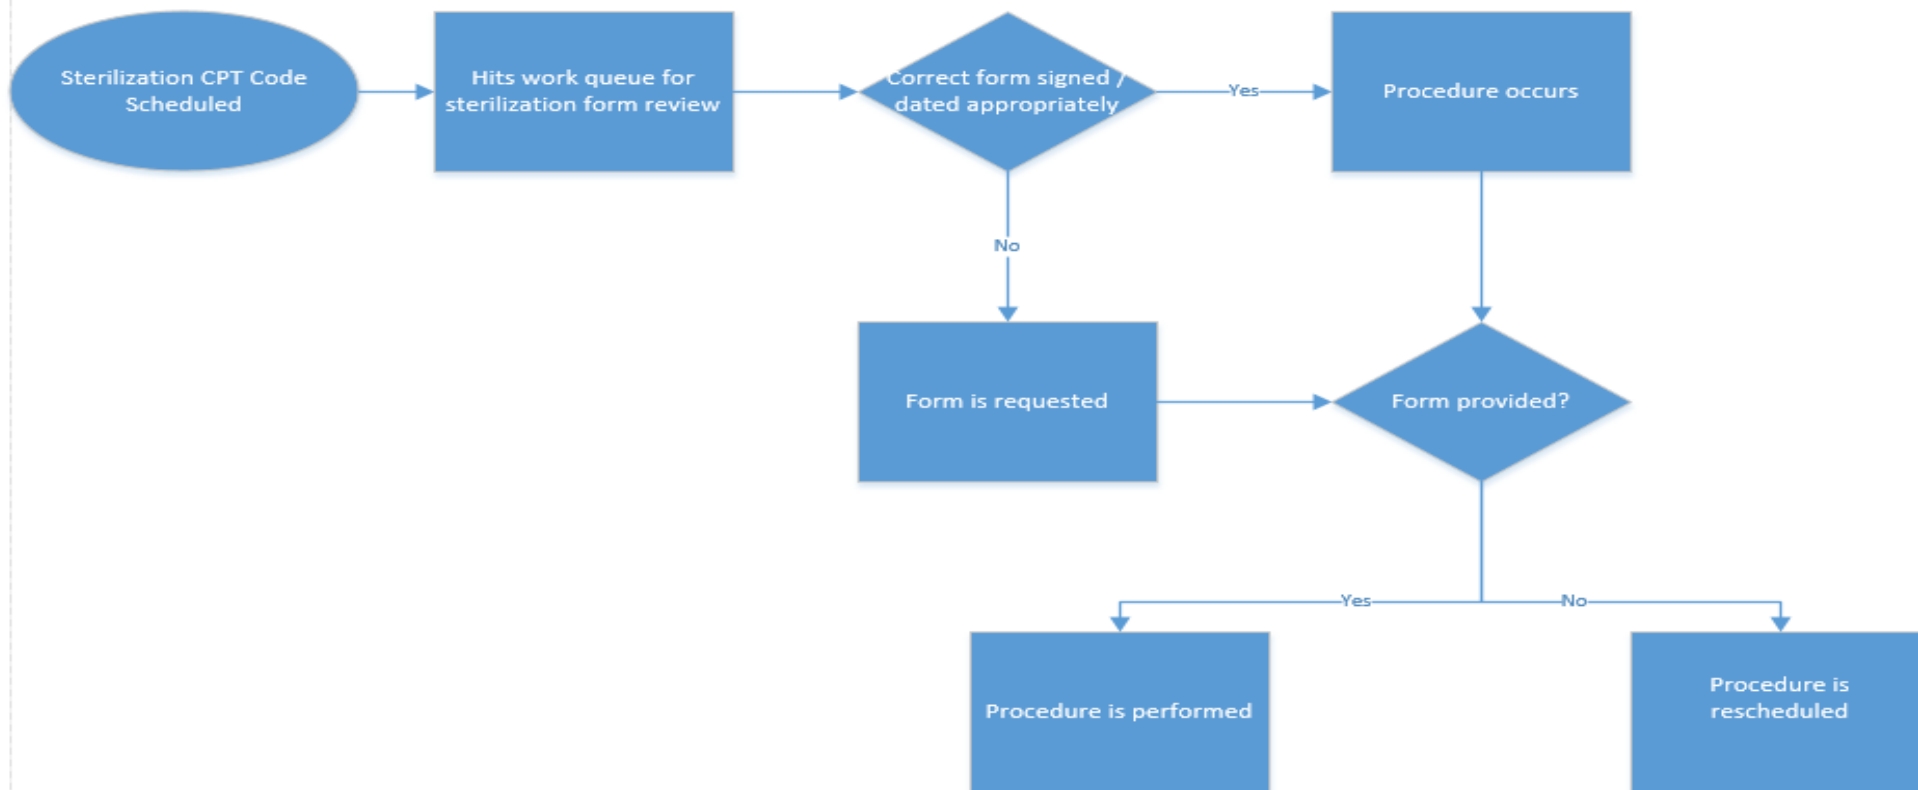 Sterilization CPT Code
Scheduled
Hits work queue for
sterilization form review
Correct form signed /
dated appropriately
Yes
Procedure occurs
No
Form is requested
Form provided?
Yes
No
Procedure is performed
Procedure is
rescheduled